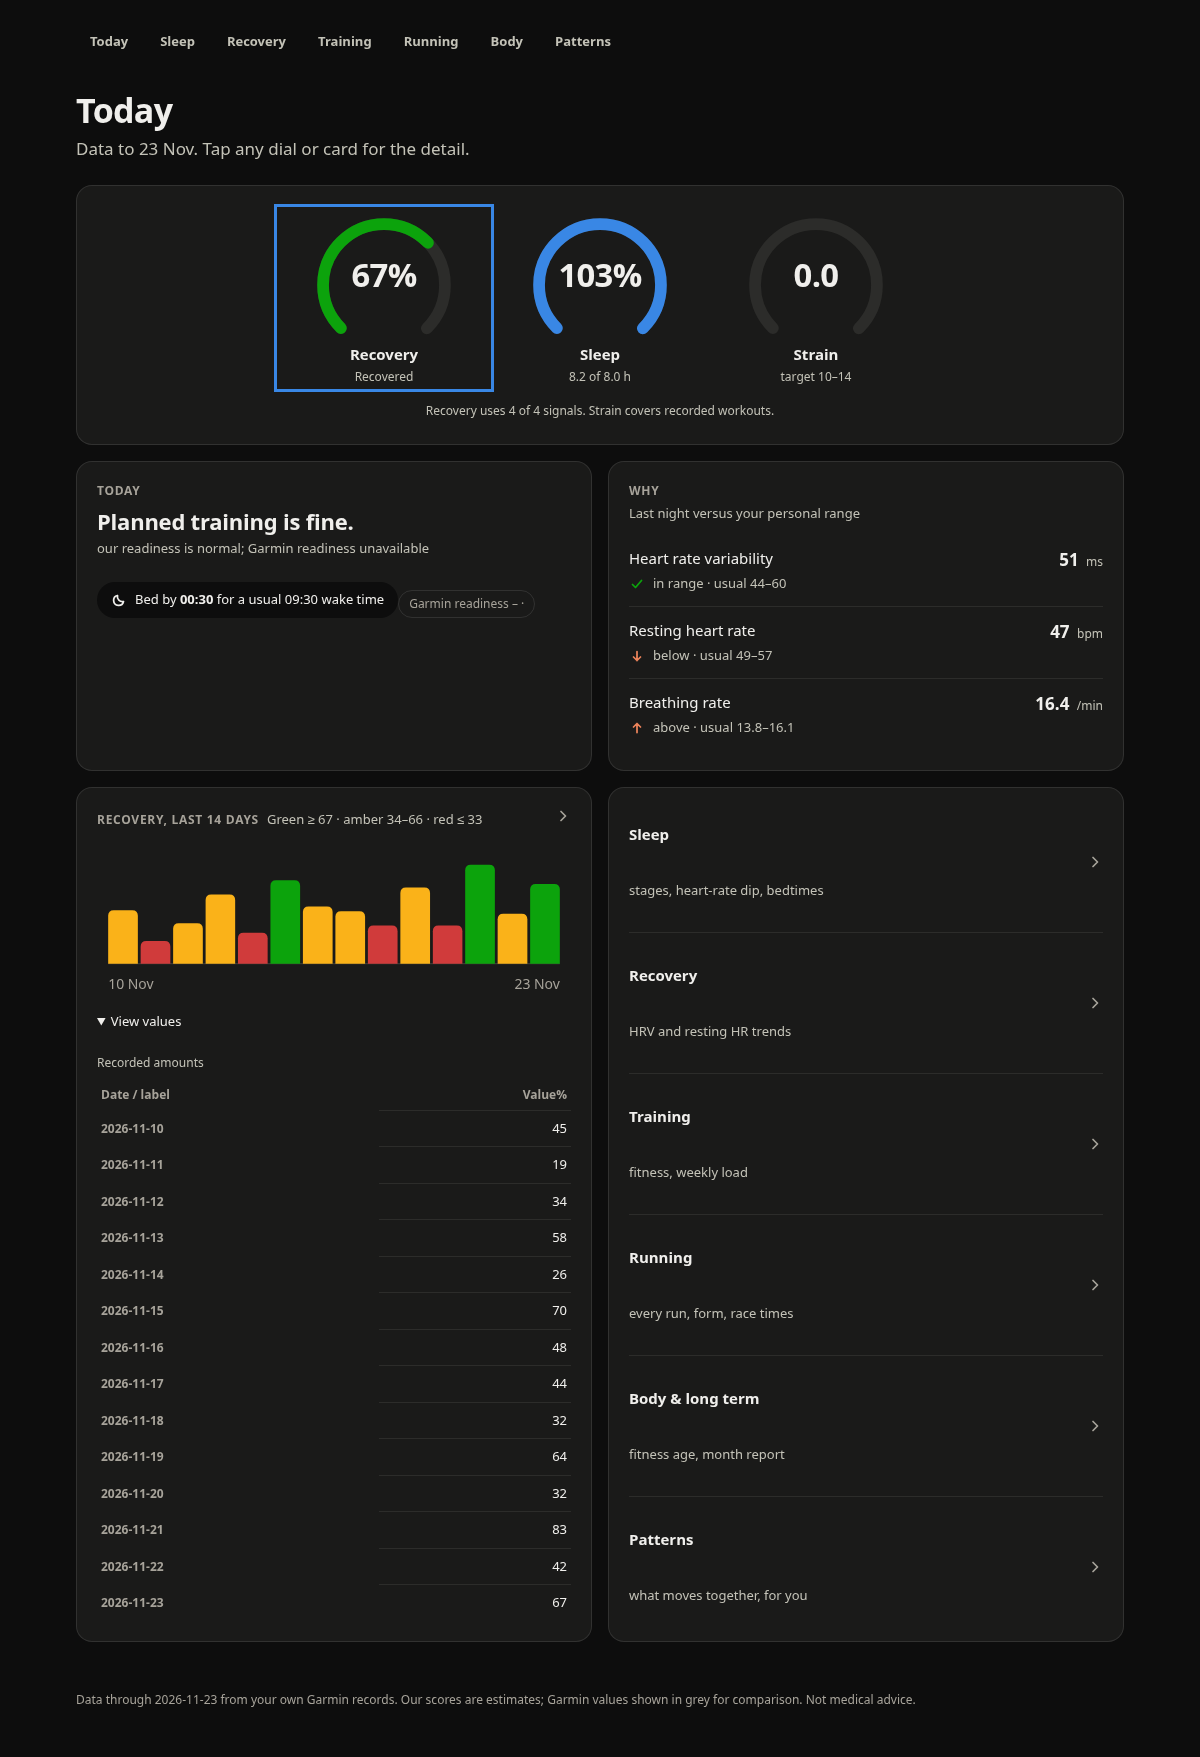 Today Sleep Recovery Training Running Body Patterns
Today
Data to 23 Nov. Tap any dial or card for the detail.
67% 103% 0.0
Recovery Sleep Strain
Recovered 8.2 of 8.0 h target 10–14
Recovery uses 4 of 4 signals. Strain covers recorded workouts.
TODAY
Planned training is fine.
our readiness is normal; Garmin readiness unavailable
Bed by 00:30 for a usual 09:30 wake time Garmin readiness – ·
WHY
Last night versus your personal range
Heart rate variability 51 ms
in range · usual 44–60
Resting heart rate 47 bpm
below · usual 49–57
Breathing rate 16.4 /min
above · usual 13.8–16.1
RECOVERY, LAST 14 DAYS Green ≥ 67 · amber 34–66 · red ≤ 33
10 Nov 23 Nov
View values
Recorded amounts
Date / label Value%
2026-11-10 45
2026-11-11 19
2026-11-12 34
2026-11-13 58
2026-11-14 26
2026-11-15 70
2026-11-16 48
2026-11-17 44
2026-11-18 32
2026-11-19 64
2026-11-20 32
2026-11-21 83
2026-11-22 42
2026-11-23 67
Sleep
stages, heart-rate dip, bedtimes
Recovery
HRV and resting HR trends
Training
fitness, weekly load
Running
every run, form, race times
Body & long term
fitness age, month report
Patterns
what moves together, for you
Data through 2026-11-23 from your own Garmin records. Our scores are estimates; Garmin values shown in grey for comparison. Not medical advice.